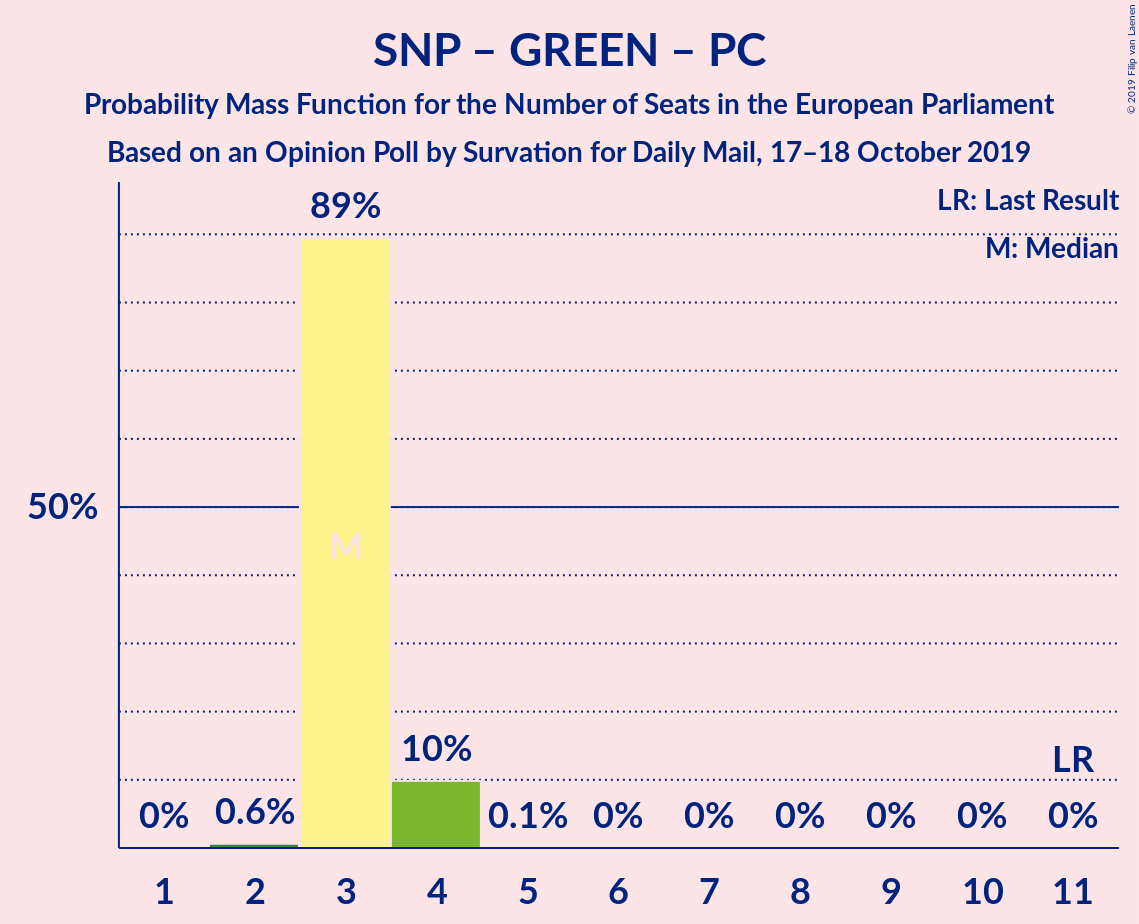 SNP – GREEN – PC
Probability Mass Function for the Number of Seats in the European Parliament
Based on an Opinion Poll by Survation for Daily Mail, 17–18 October 2019
© 2019 Filip van Laenen
LR: Last Result
M: Median
89%
50%
M
10%
LR
0% 0.6% 0.1% 0% 0% 0% 0% 0% 0%
1 2 3 4 5 6 7 8 9 10 11